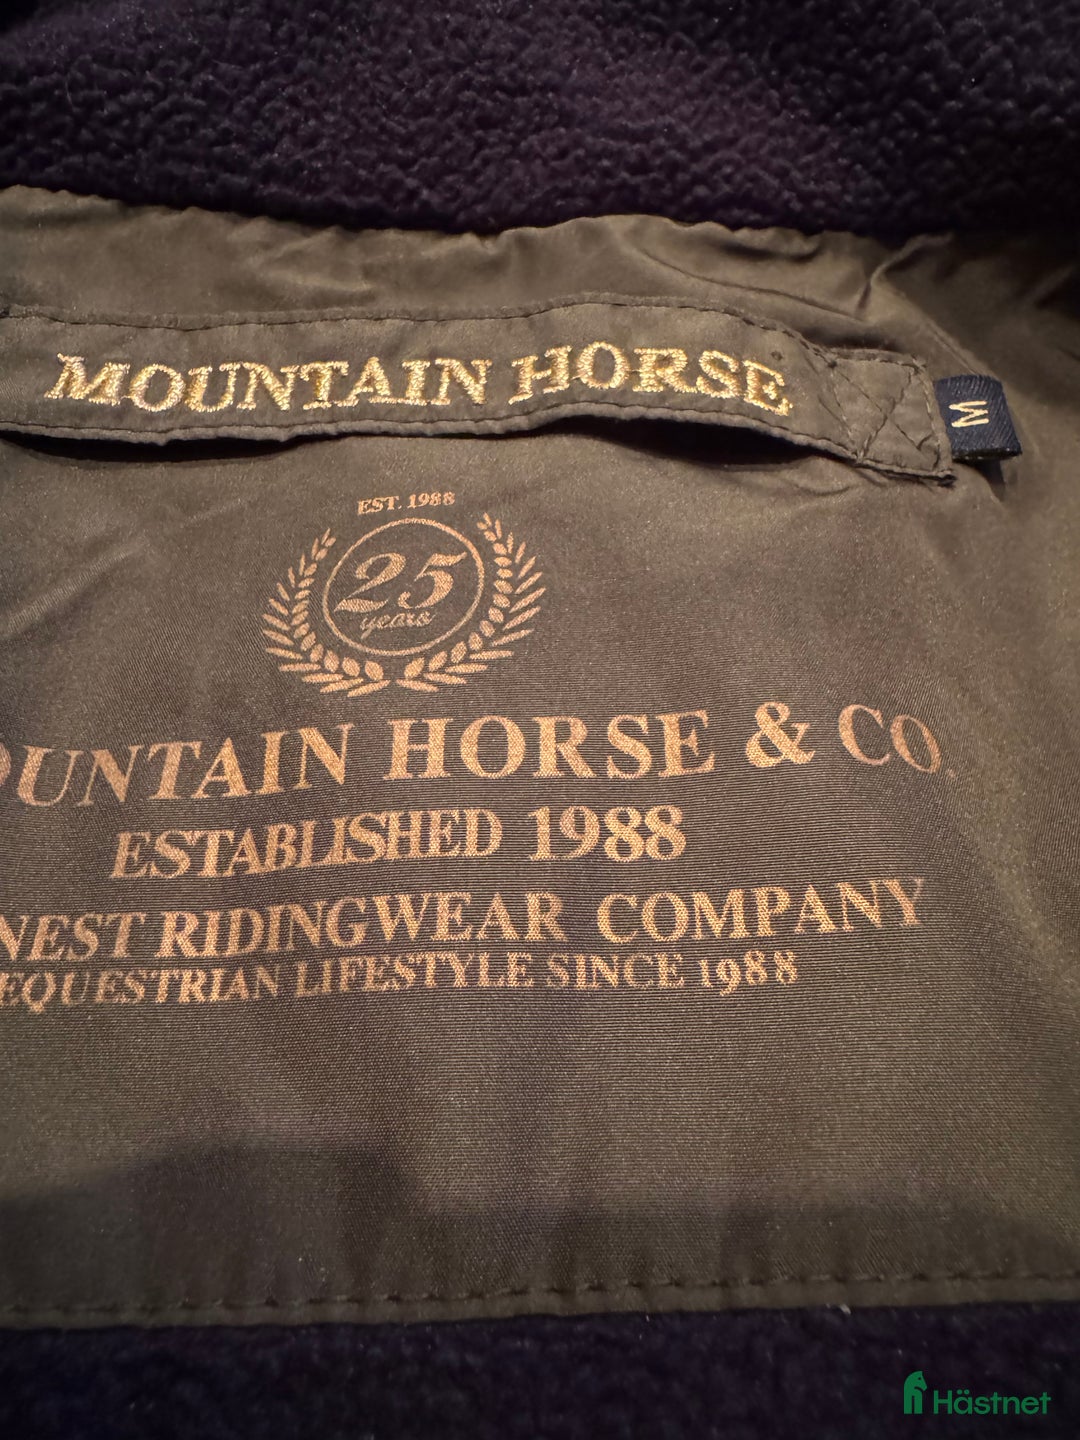 MOUNTAIN HORSE
M
EST. 1988
25
years
OUNTAIN HORSE & CO.
ESTABLISHED 1988
NEST RIDINGWEAR COMPANY
EQUESTRIAN LIFESTYLE SINCE 1988
Hästnet